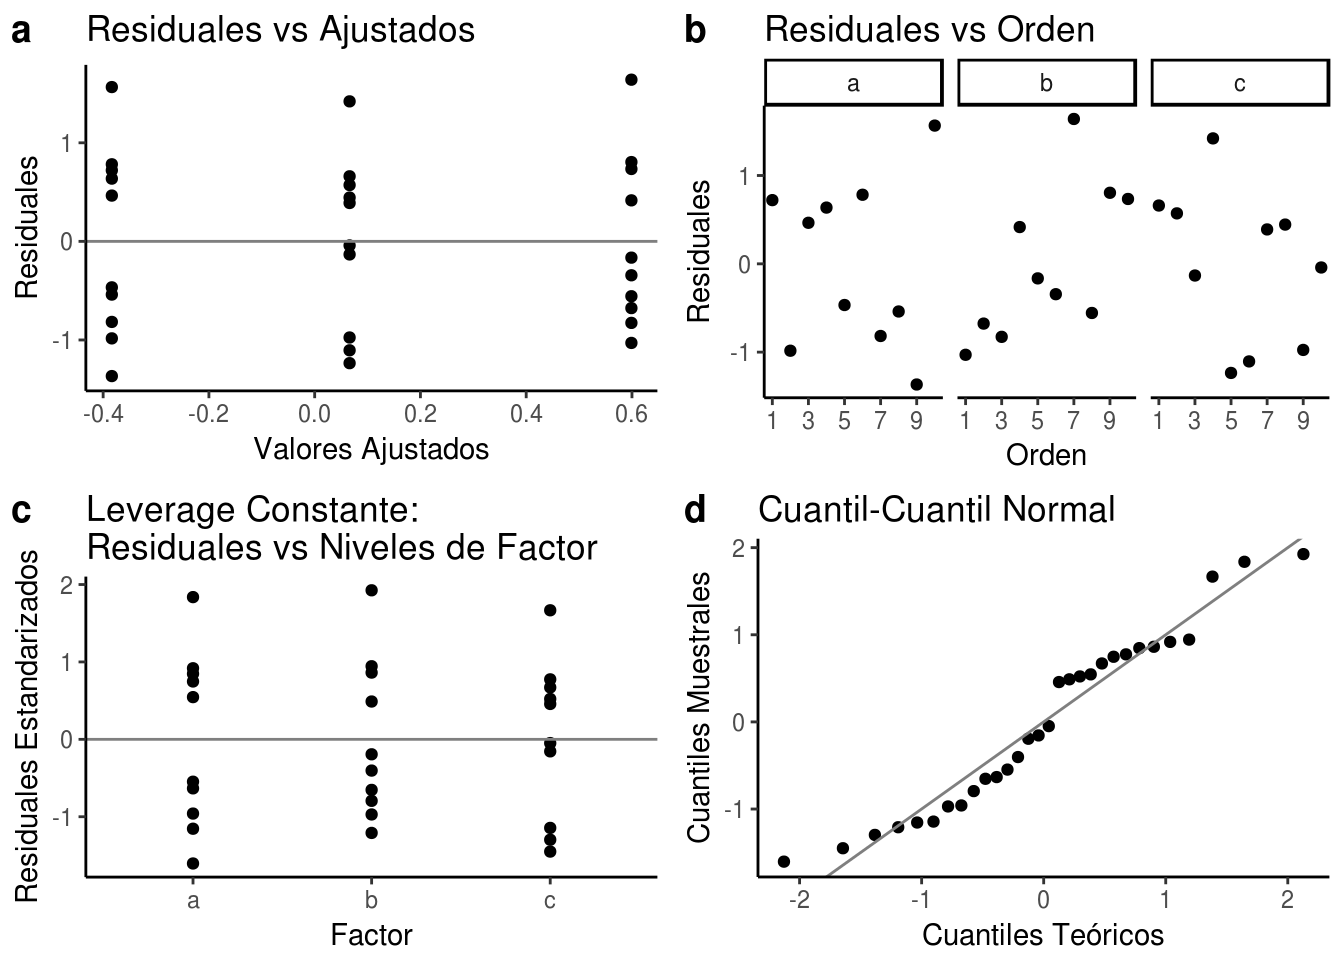 a
Residuales vs Ajustados
Residuales
1
0
-1
-0.4 -0.2 0.0 0.2 0.4 0.6
Valores Ajustados
b
Residuales vs Orden
a b c
Residuales
1
0
-1
1 3 5 7 9 1 3 5 7 9 1 3 5 7 9
Orden
c
Leverage Constante:
Residuales vs Niveles de Factor
Residuales Estandarizados
2
1
0
-1
a b c
Factor
d
Cuantil-Cuantil Normal
Cuantiles Muestrales
2
1
0
-1
-2 -1 0 1 2
Cuantiles Teóricos